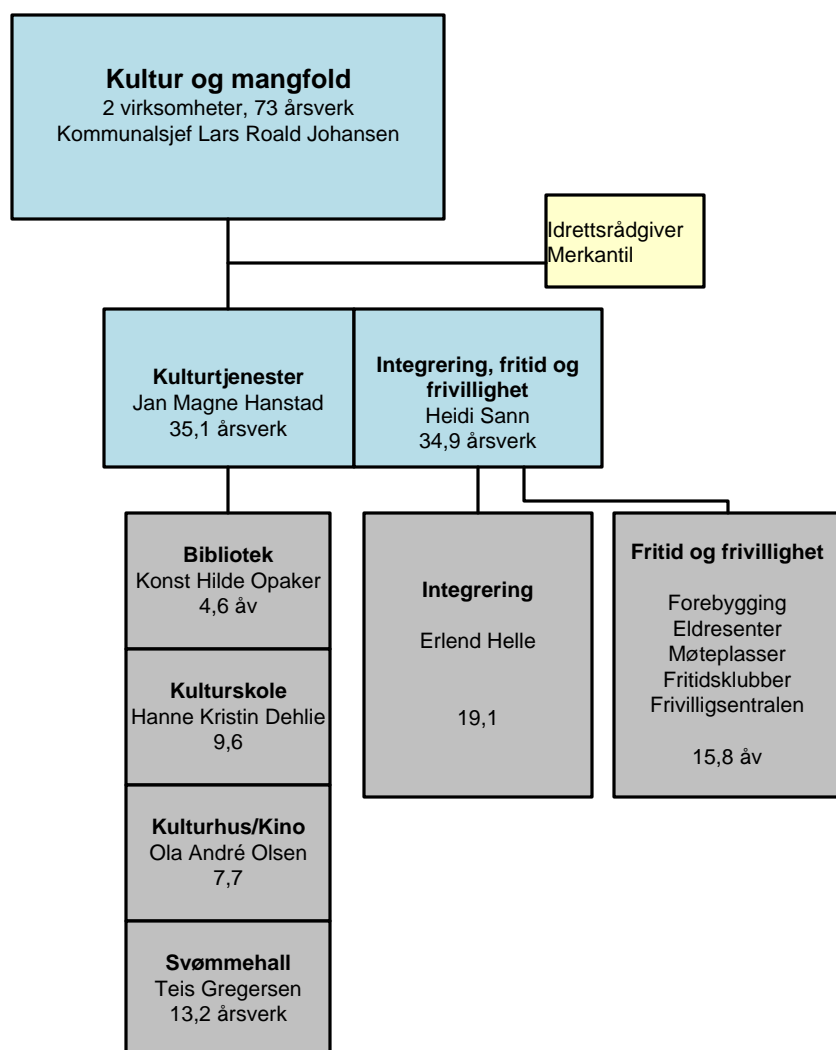 Kultur og mangfold
2 virksomheter, 73 årsverk
Kommunalsjef Lars Roald Johansen
Idrettsrådgiver
Merkantil
Kulturtjenester
Jan Magne Hanstad
35,1 årsverk
Integrering, fritid og
frivillighet
Heidi Sann
34,9 årsverk
Bibliotek
Konst Hilde Opaker
4,6 åv
Kulturskole
Hanne Kristin Dehlie
9,6
Kulturhus/Kino
Ola André Olsen
7,7
Svømmehall
Teis Gregersen
13,2 årsverk
Integrering
Erlend Helle
19,1
Fritid og frivillighet
Forebygging
Eldresenter
Møteplasser
Fritidsklubber
Frivilligsentralen
15,8 åv